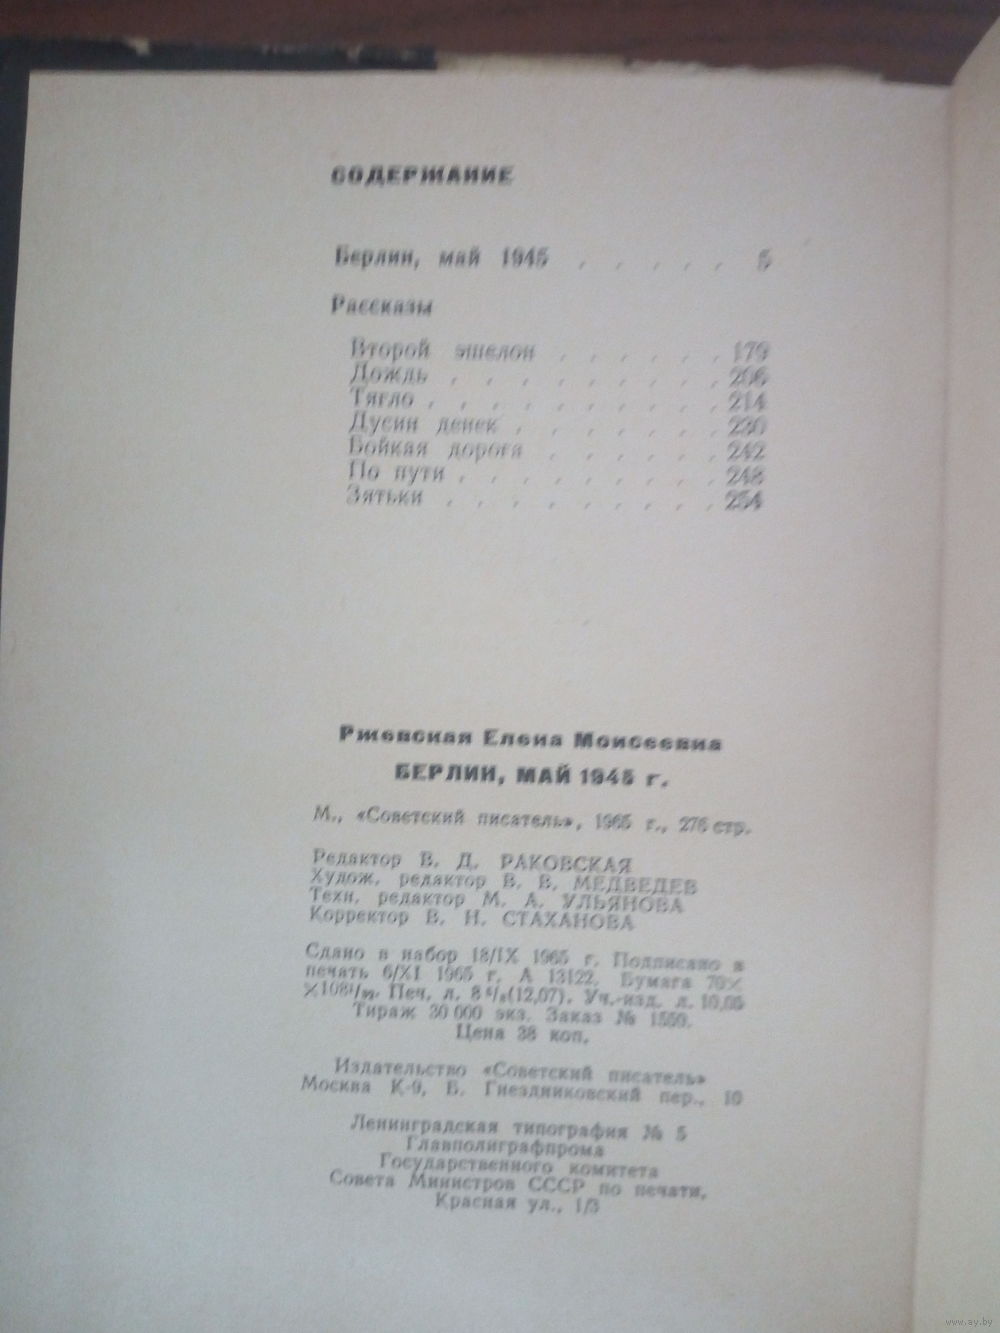 СОДЕРЖАНИЕ
Берлин, май 1945 . . . . . 5
Рассказы
Второй эшелон . . . . . . 179
Дождь . . . . . . . . . 206
Тягло . . . . . . . . . . 214
Дусин денек . . . . . . . 230
Бойкая дорога . . . . . . 242
По пути . . . . . . . . . 248
Зятьки . . . . . . . . . 254
Ржевская Елена Моисеевна
БЕРЛИН, МАЙ 1945 г.
М., «Советский писатель», 1965 г., 276 стр.
Редактор В. Д. РАКОВСКАЯ
Худож. редактор В. В. МЕДВЕДЕВ
Техн. редактор М. А. УЛЬЯНОВА
Корректор В. Н. СТАХАНОВА
Сдано в набор 18/IX 1965 г. Подписано в
печать 6/XI 1965 г. А 13122. Бумага 70×
×108¹/₃₂. Печ. л. (12,07). Уч.-изд. л. 10,05
Тираж 30 000 экз. Заказ № 1550.
Цена 38 коп.
Издательство «Советский писатель»
Москва К-9, Б. Гнездниковский пер., 10
Ленинградская типография № 5
Главполиграфпрома
Государственного комитета
Совета Министров СССР по печати,
Красная ул., 1/3
www.ay.by